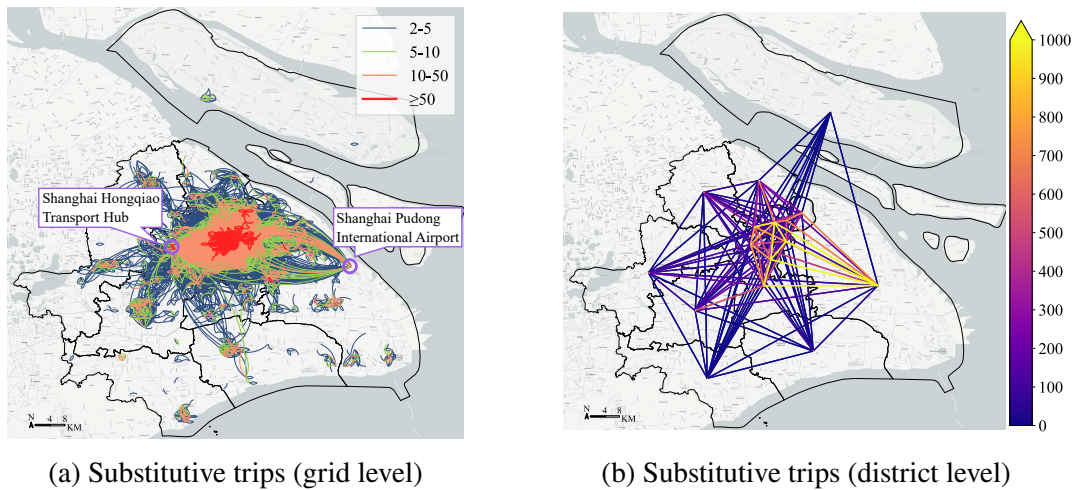 2-5
5-10
10-50
≥50
Shanghai Hongqiao
Transport Hub
Shanghai Pudong
International Airport
N 4 8
KM
(a) Substitutive trips (grid level)
1000
900
800
700
600
500
400
300
200
100
0
N 4 8
KM
(b) Substitutive trips (district level)